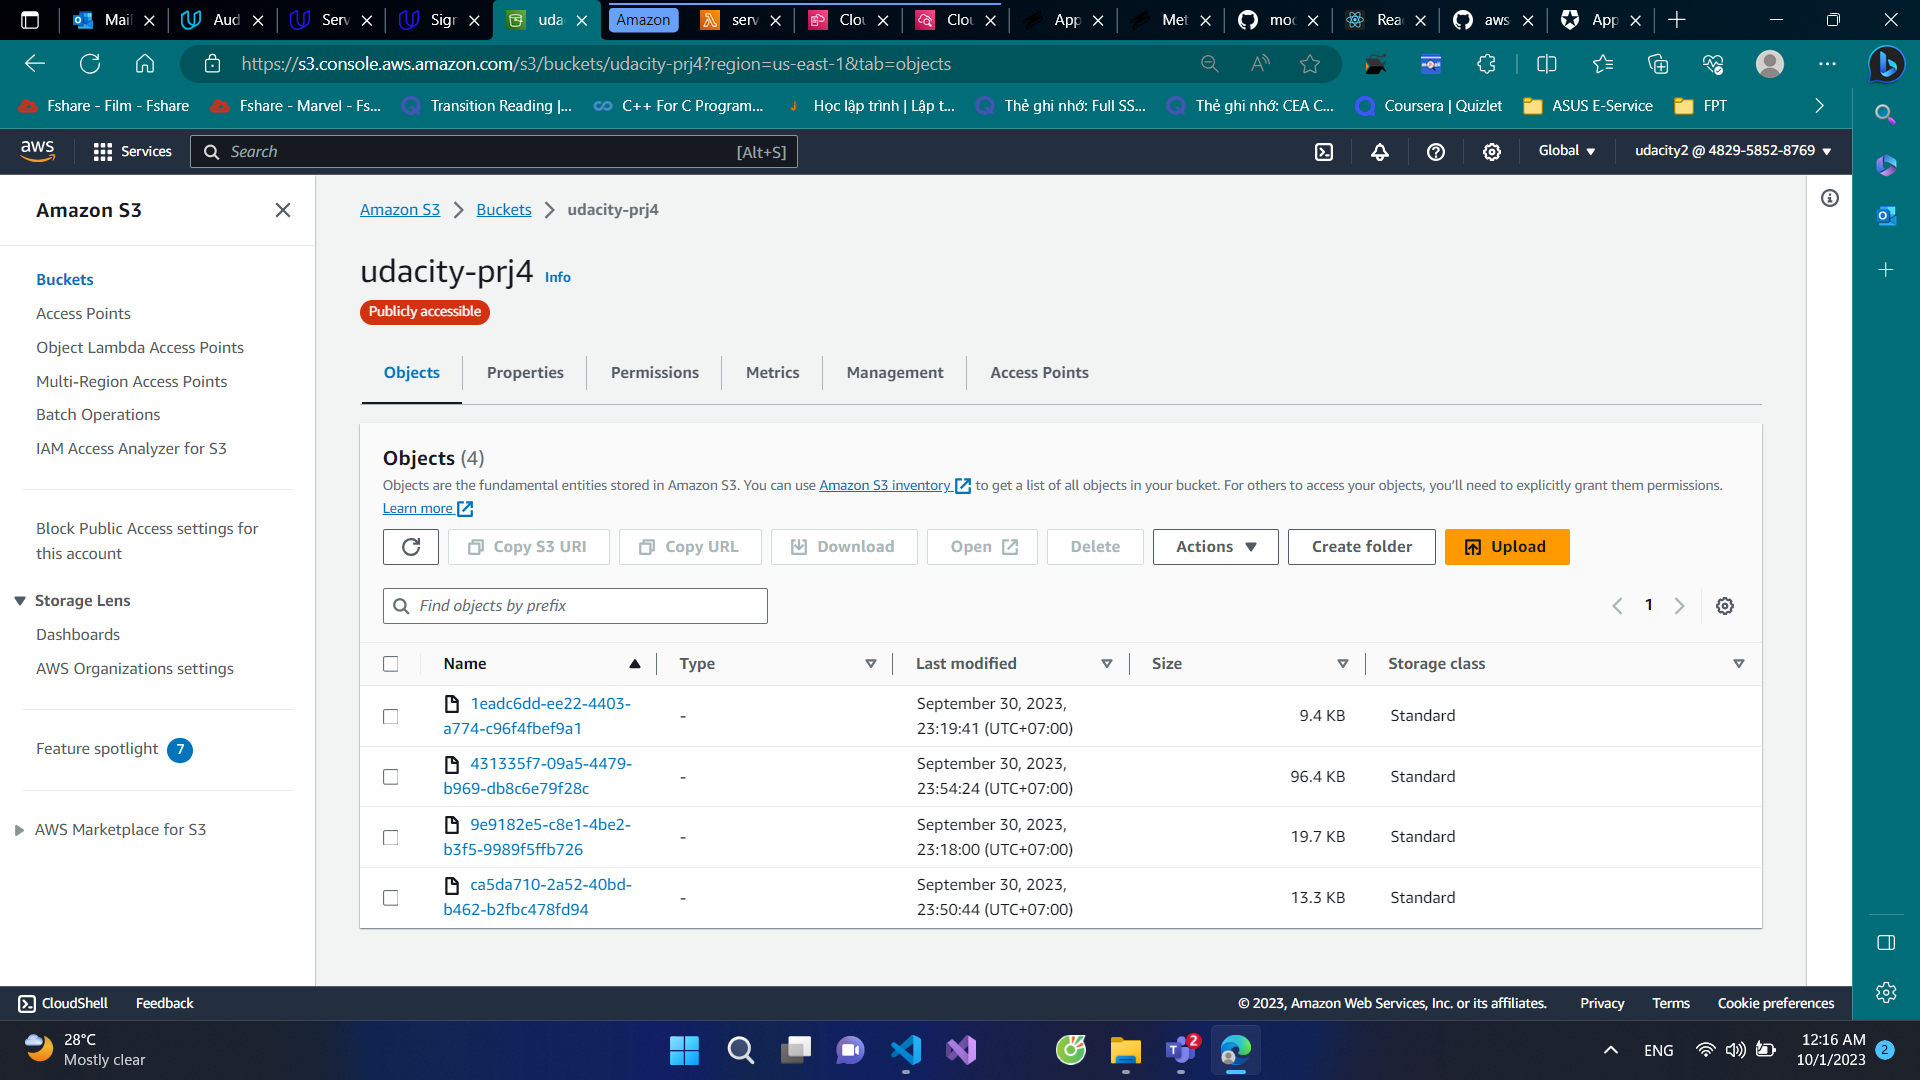 Mail
Aud
Serv
Sign
udac
Amazon
serv
Clou
Clou
App
Met
moc
Reac
aws
App
https://s3.console.aws.amazon.com/s3/buckets/udacity-prj4?region=us-east-1&tab=objects
Fshare - Film - Fshare
Fshare - Marvel - Fs...
Transition Reading |...
C++ For C Program...
Học lập trình | Lập t...
Thẻ ghi nhớ: Full SS...
Thẻ ghi nhớ: CEA C...
Coursera | Quizlet
ASUS E-Service
FPT
aws
Services
Search
[Alt+S]
Global
udacity2 @ 4829-5852-8769
Amazon S3
Buckets
Access Points
Object Lambda Access Points
Multi-Region Access Points
Batch Operations
IAM Access Analyzer for S3
Block Public Access settings for
this account
Storage Lens
Dashboards
AWS Organizations settings
Feature spotlight 7
AWS Marketplace for S3
Amazon S3
Buckets
udacity-prj4
udacity-prj4 Info
Publicly accessible
Objects
Properties
Permissions
Metrics
Management
Access Points
Objects (4)
Objects are the fundamental entities stored in Amazon S3. You can use Amazon S3 inventory to get a list of all objects in your bucket. For others to access your objects, you'll need to explicitly grant them permissions.
Learn more
Copy S3 URI
Copy URL
Download
Open
Delete
Actions
Create folder
Upload
Find objects by prefix
1
Name
Type
Last modified
Size
Storage class
1eadc6dd-ee22-4403-
a774-c96f4fbef9a1
-
September 30, 2023,
23:19:41 (UTC+07:00)
9.4 KB
Standard
431335f7-09a5-4479-
b969-db8c6e79f28c
-
September 30, 2023,
23:54:24 (UTC+07:00)
96.4 KB
Standard
9e9182e5-c8e1-4be2-
b3f5-9989f5ffb726
-
September 30, 2023,
23:18:00 (UTC+07:00)
19.7 KB
Standard
ca5da710-2a52-40bd-
b462-b2fbc478fd94
-
September 30, 2023,
23:50:44 (UTC+07:00)
13.3 KB
Standard
CloudShell
Feedback
© 2023, Amazon Web Services, Inc. or its affiliates.
Privacy
Terms
Cookie preferences
28°C
Mostly clear
2
ENG
12:16 AM
10/1/2023
2